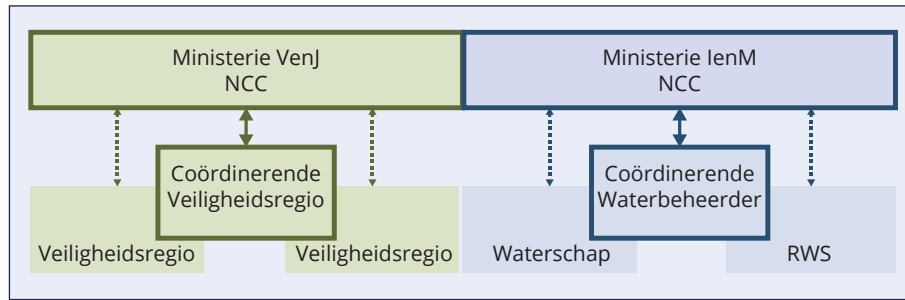 Ministerie VenJ
NCC
Ministerie IenM
NCC
Coördinerende
Veiligheidsregio
Coördinerende
Waterbeheerder
Veiligheidsregio
Veiligheidsregio
Waterschap
RWS